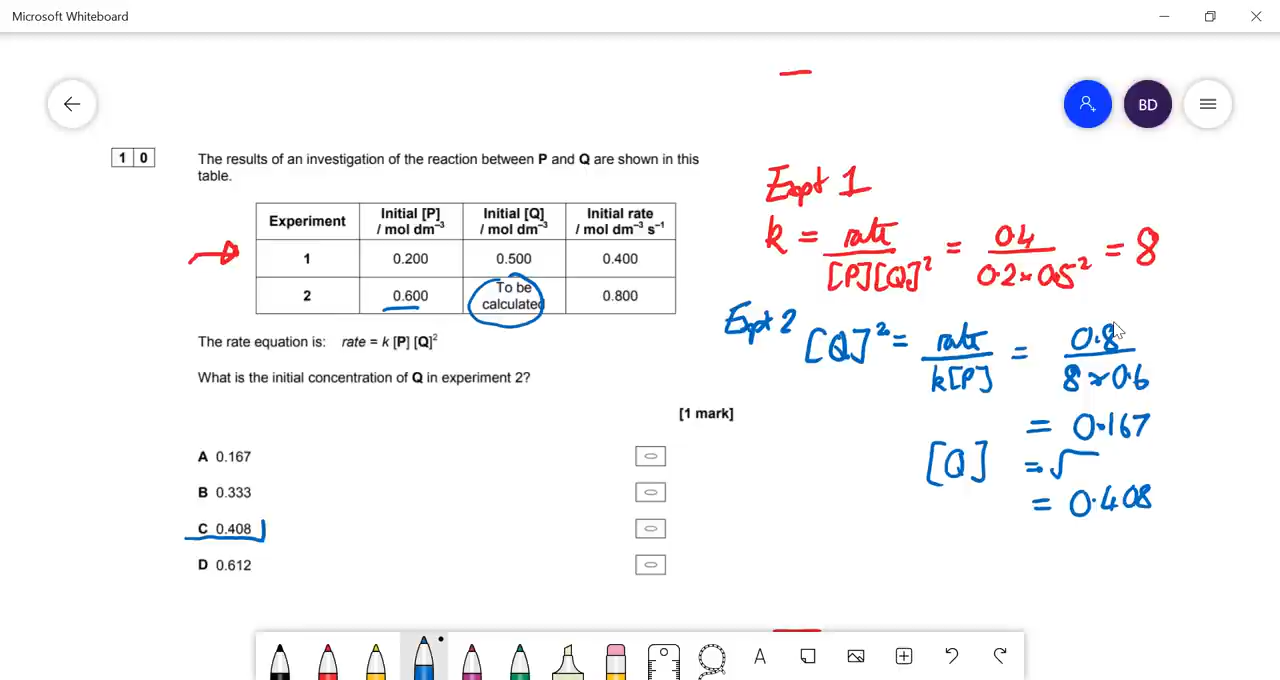 Microsoft Whiteboard
BD
1 0
The results of an investigation of the reaction between P and Q are shown in this
table.
Experiment
Initial [P]
/ mol dm⁻³
Initial [Q]
/ mol dm⁻³
Initial rate
/ mol dm⁻³ s⁻¹
1 0.200 0.500 0.400
2 0.600 To be calculated 0.800
The rate equation is: rate = k [P] [Q]²
What is the initial concentration of Q in experiment 2?
[1 mark]
A 0.167
B 0.333
C 0.408
D 0.612
Expt 1
k = rate / [P][Q]² = 0.4 / 0.2 × 0.5² = 8
Expt 2 [Q]² = rate / k[P] = 0.8 / 8 × 0.6
= 0.167
[Q] = √
= 0.408
A